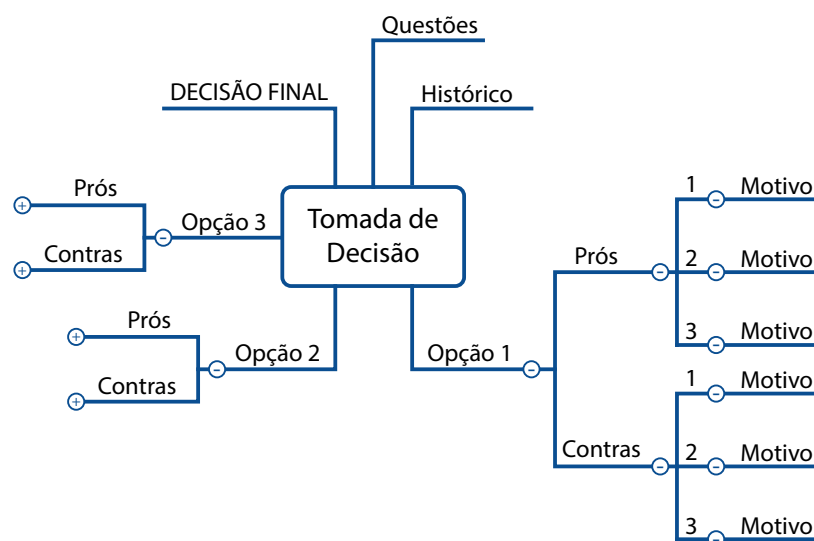 Questões
DECISÃO FINAL
Histórico
Tomada de
Decisão
Opção 3
Prós
Contras
Opção 2
Prós
Contras
Opção 1
Prós
1 Motivo
2 Motivo
3 Motivo
Contras
1 Motivo
2 Motivo
3 Motivo